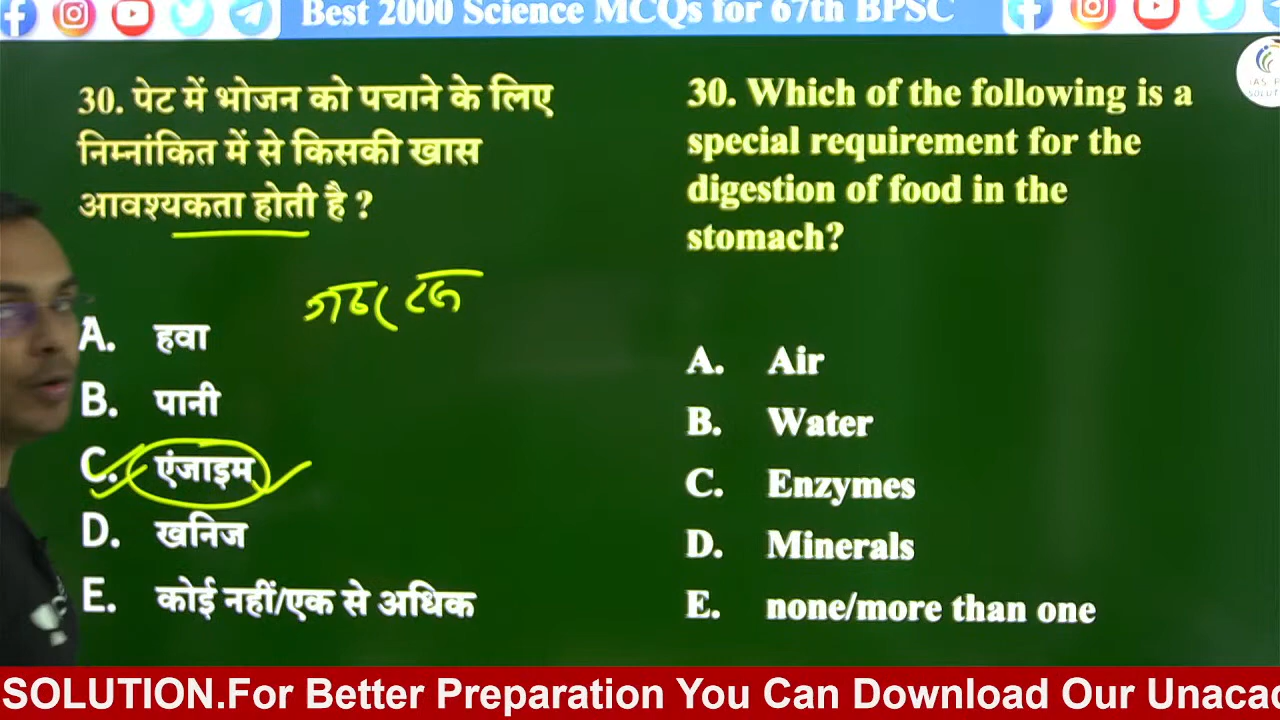 Best 2000 Science MCQs for 67th BPSC
30. पेट में भोजन को पचाने के लिए
निम्नांकित में से किसकी खास
आवश्यकता होती है ?
A. हवा
B. पानी
C. एंजाइम
D. खनिज
E. कोई नहीं/एक से अधिक
30. Which of the following is a
special requirement for the
digestion of food in the
stomach?
A. Air
B. Water
C. Enzymes
D. Minerals
E. none/more than one
SOLUTION.For Better Preparation You Can Download Our Unacad